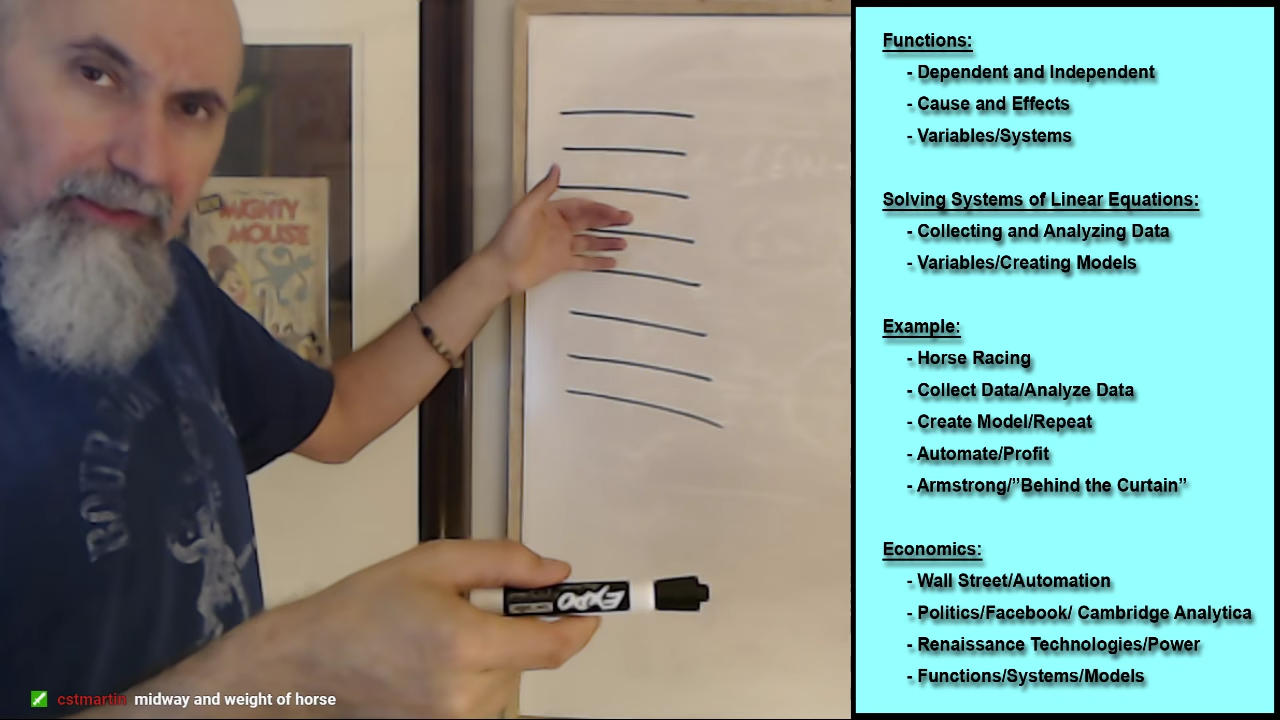 Functions:
- Dependent and Independent
- Cause and Effects
- Variables/Systems
Solving Systems of Linear Equations:
- Collecting and Analyzing Data
- Variables/Creating Models
Example:
- Horse Racing
- Collect Data/Analyze Data
- Create Model/Repeat
- Automate/Profit
- Armstrong/”Behind the Curtain”
Economics:
- Wall Street/Automation
- Politics/Facebook/ Cambridge Analytica
- Renaissance Technologies/Power
- Functions/Systems/Models
MIGHTY
MOUSE
EXPO
cstmartin midway and weight of horse